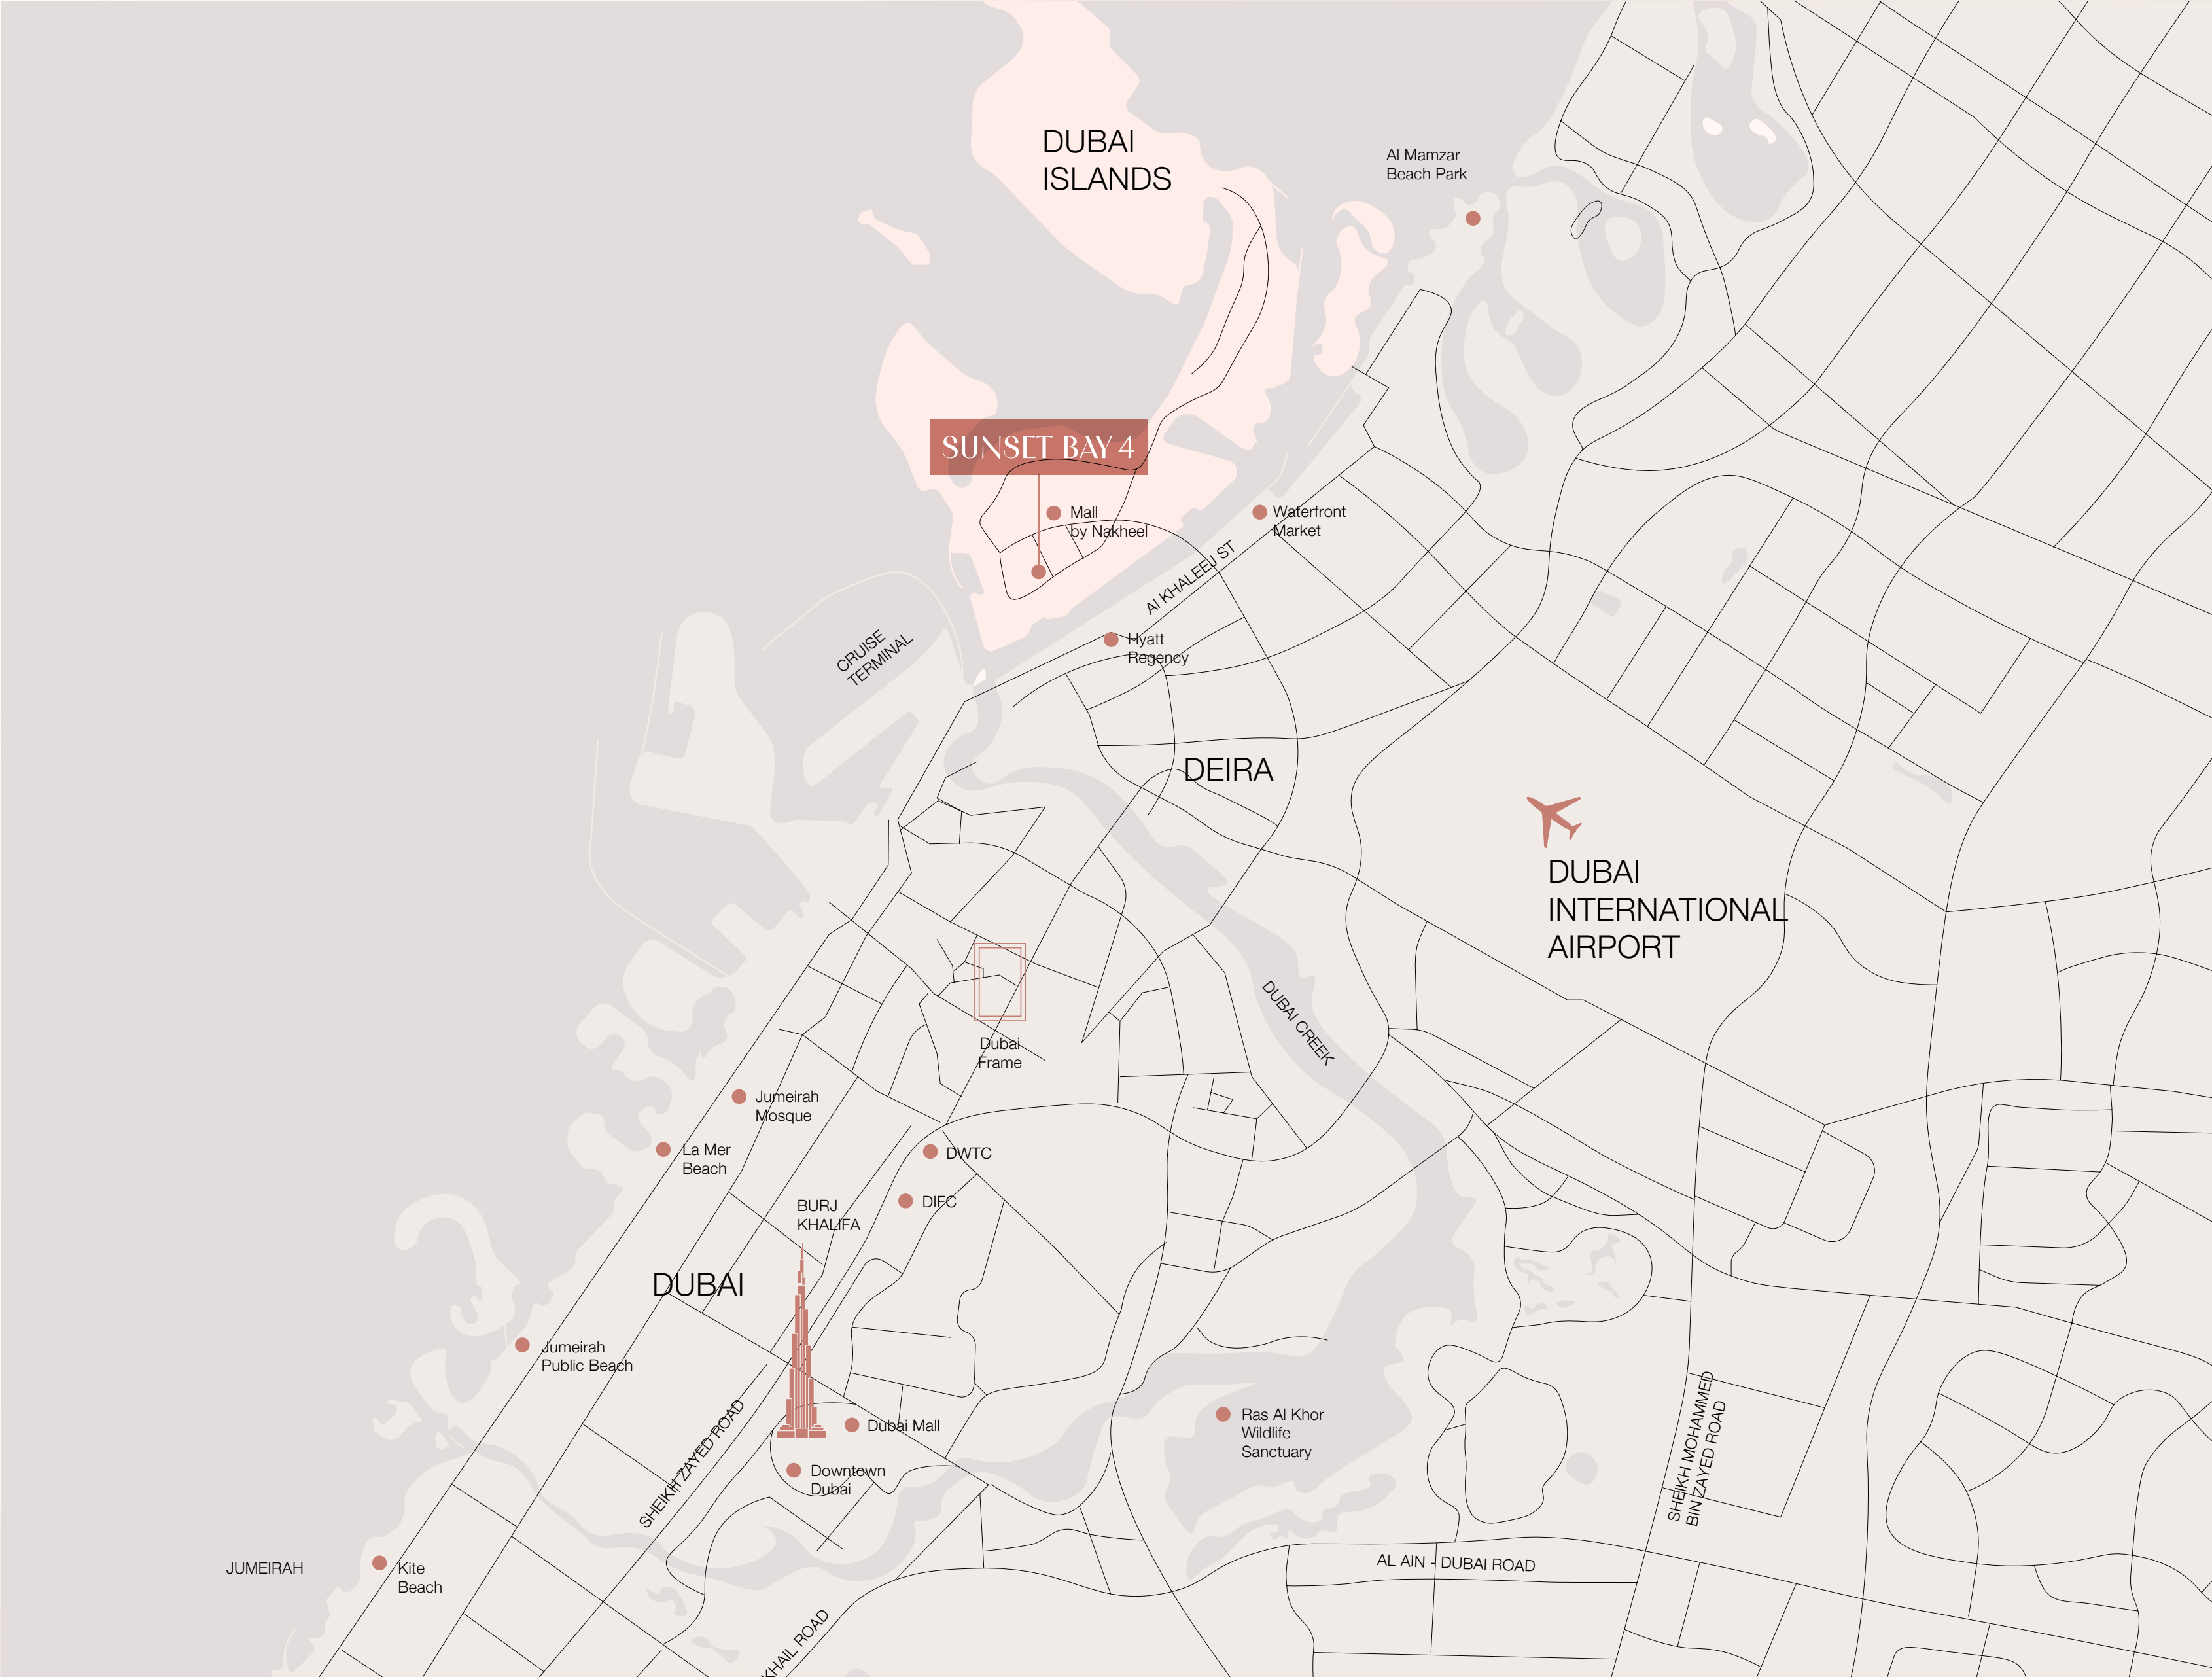 DUBAI
ISLANDS
Al Mamzar
Beach Park
SUNSET BAY 4
Mall
by Nakheel
Waterfront
Market
Al KHALEEJ ST
Hyatt
Regency
CRUISE
TERMINAL
DEIRA
DUBAI
INTERNATIONAL
AIRPORT
DUBAI CREEK
Dubai
Frame
Jumeirah
Mosque
La Mer
Beach
DWTC
DIFC
BURJ
KHALIFA
DUBAI
Jumeirah
Public Beach
Dubai Mall
Ras Al Khor
Wildlife
Sanctuary
SHEIKH ZAYED ROAD
Downtown
Dubai
SHEIKH MOHAMMED
BIN ZAYED ROAD
JUMEIRAH
Kite
Beach
AL AIN - DUBAI ROAD
KHAIL ROAD